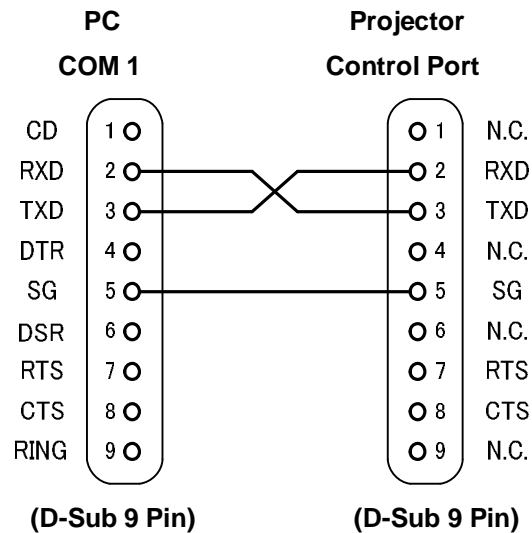 PC Projector
COM 1 Control Port
CD 1 1 N.C.
RXD 2 2 RXD
TXD 3 3 TXD
DTR 4 4 N.C.
SG 5 5 SG
DSR 6 6 N.C.
RTS 7 7 RTS
CTS 8 8 CTS
RING 9 9 N.C.
(D-Sub 9 Pin) (D-Sub 9 Pin)